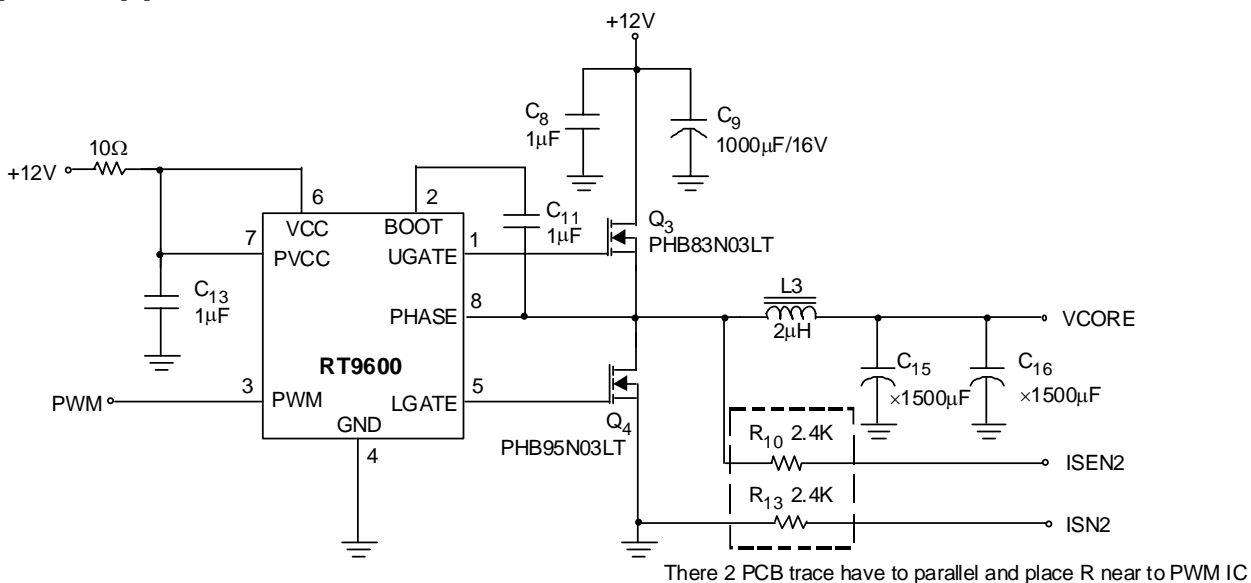 +12V
C8
1μF
C9
1000μF/16V
10Ω
+12V
6
2
VCC
BOOT
C11
1μF
Q3
PHB83N03LT
7
PVCC
UGATE
1
C13
1μF
L3
2μH
PHASE
8
VCORE
C15
×1500μF
C16
×1500μF
RT9600
PWM
3
PWM
LGATE
5
Q4
PHB95N03LT
GND
4
R10 2.4K
ISEN2
R13 2.4K
ISN2
There 2 PCB trace have to parallel and place R near to PWM IC